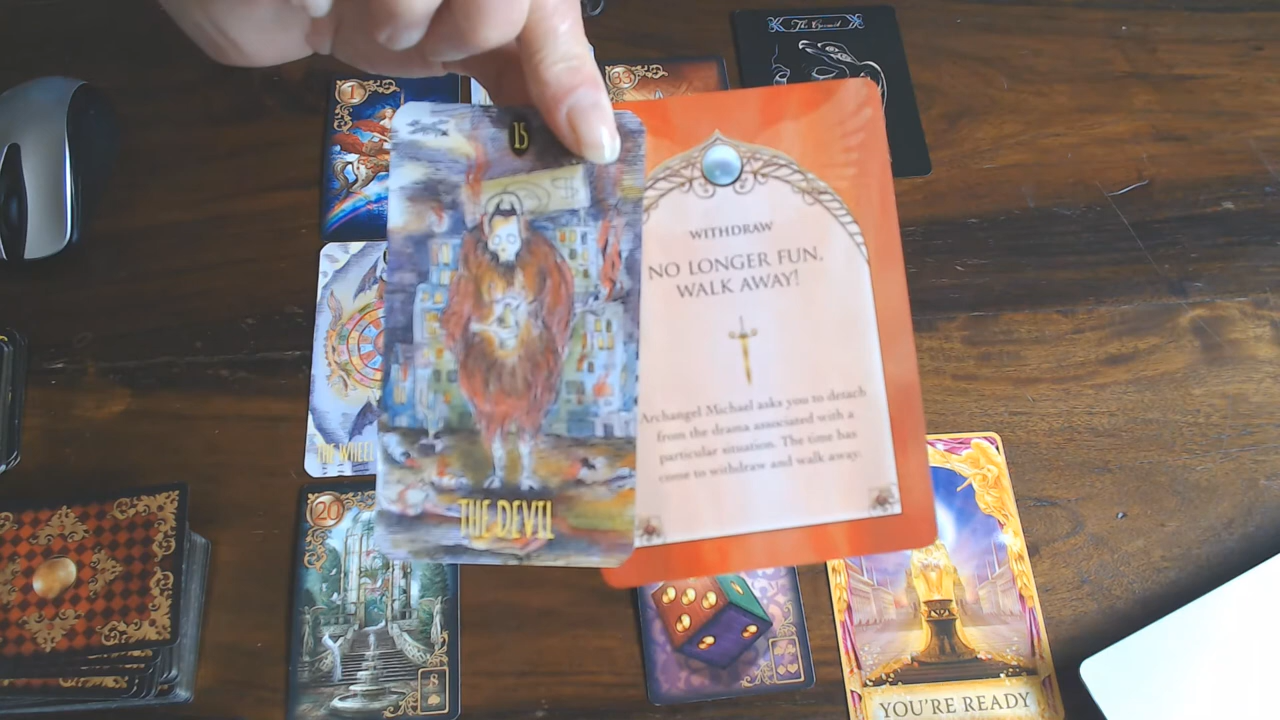 The Hermit
1
33
15
$
WITHDRAW
NO LONGER FUN,
WALK AWAY!
Archangel Michael asks you to detach
from the drama associated with a
particular situation. The time has
come to withdraw and walk away.
THE WHEEL
THE DEVIL
20
8
YOU'RE READY